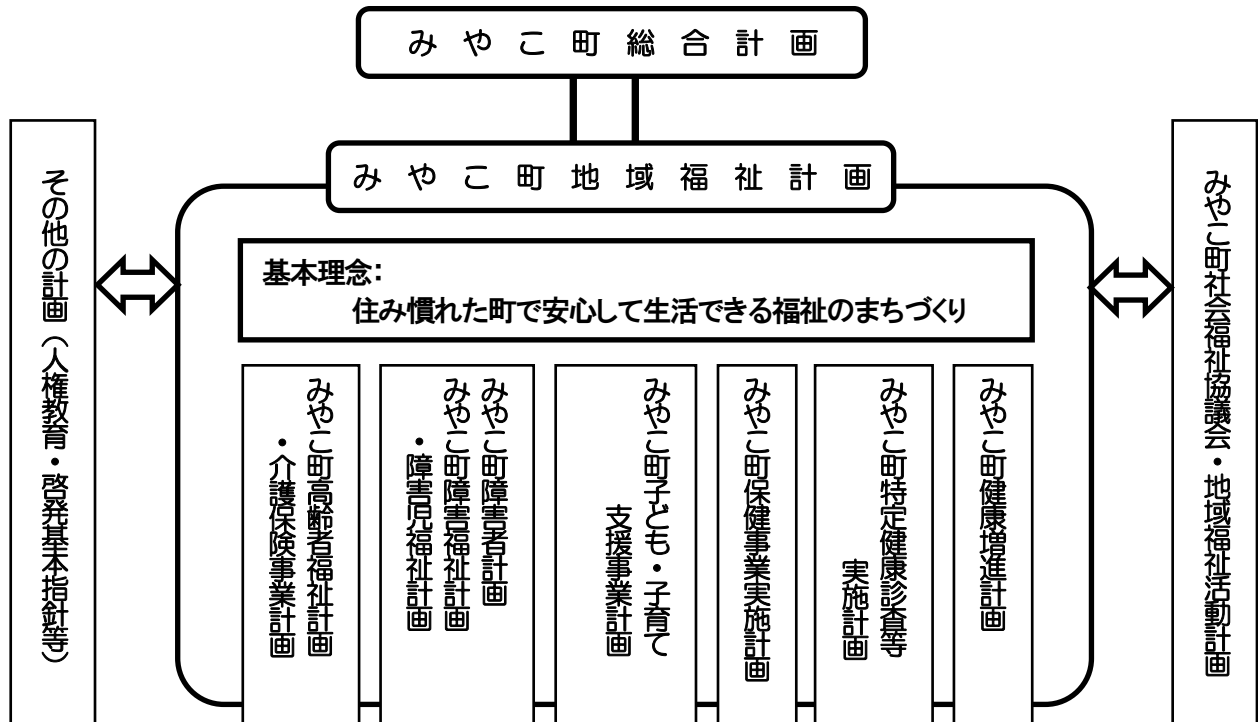 みやこ町総合計画
みやこ町地域福祉計画
基本理念：
住み慣れた町で安心して生活できる福祉のまちづくり
みやこ町社会福祉協議会・地域福祉活動計画
みやこ町健康増進計画
みやこ町特定健康診査等
実施計画
みやこ町保健事業実施計画
みやこ町子ども・子育て
支援事業計画
みやこ町障害者計画
みやこ町障害福祉計画
・障害児福祉計画
みやこ町高齢者福祉計画
・介護保険事業計画
その他の計画（人権教育・啓発基本指針等）